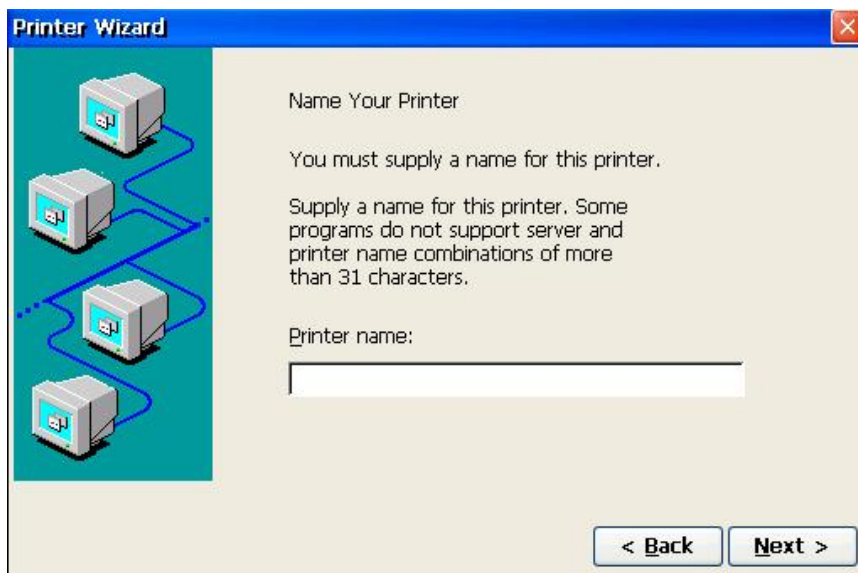 Printer Wizard
Name Your Printer
You must supply a name for this printer.
Supply a name for this printer. Some
programs do not support server and
printer name combinations of more
than 31 characters.
Printer name:
< Back
Next >